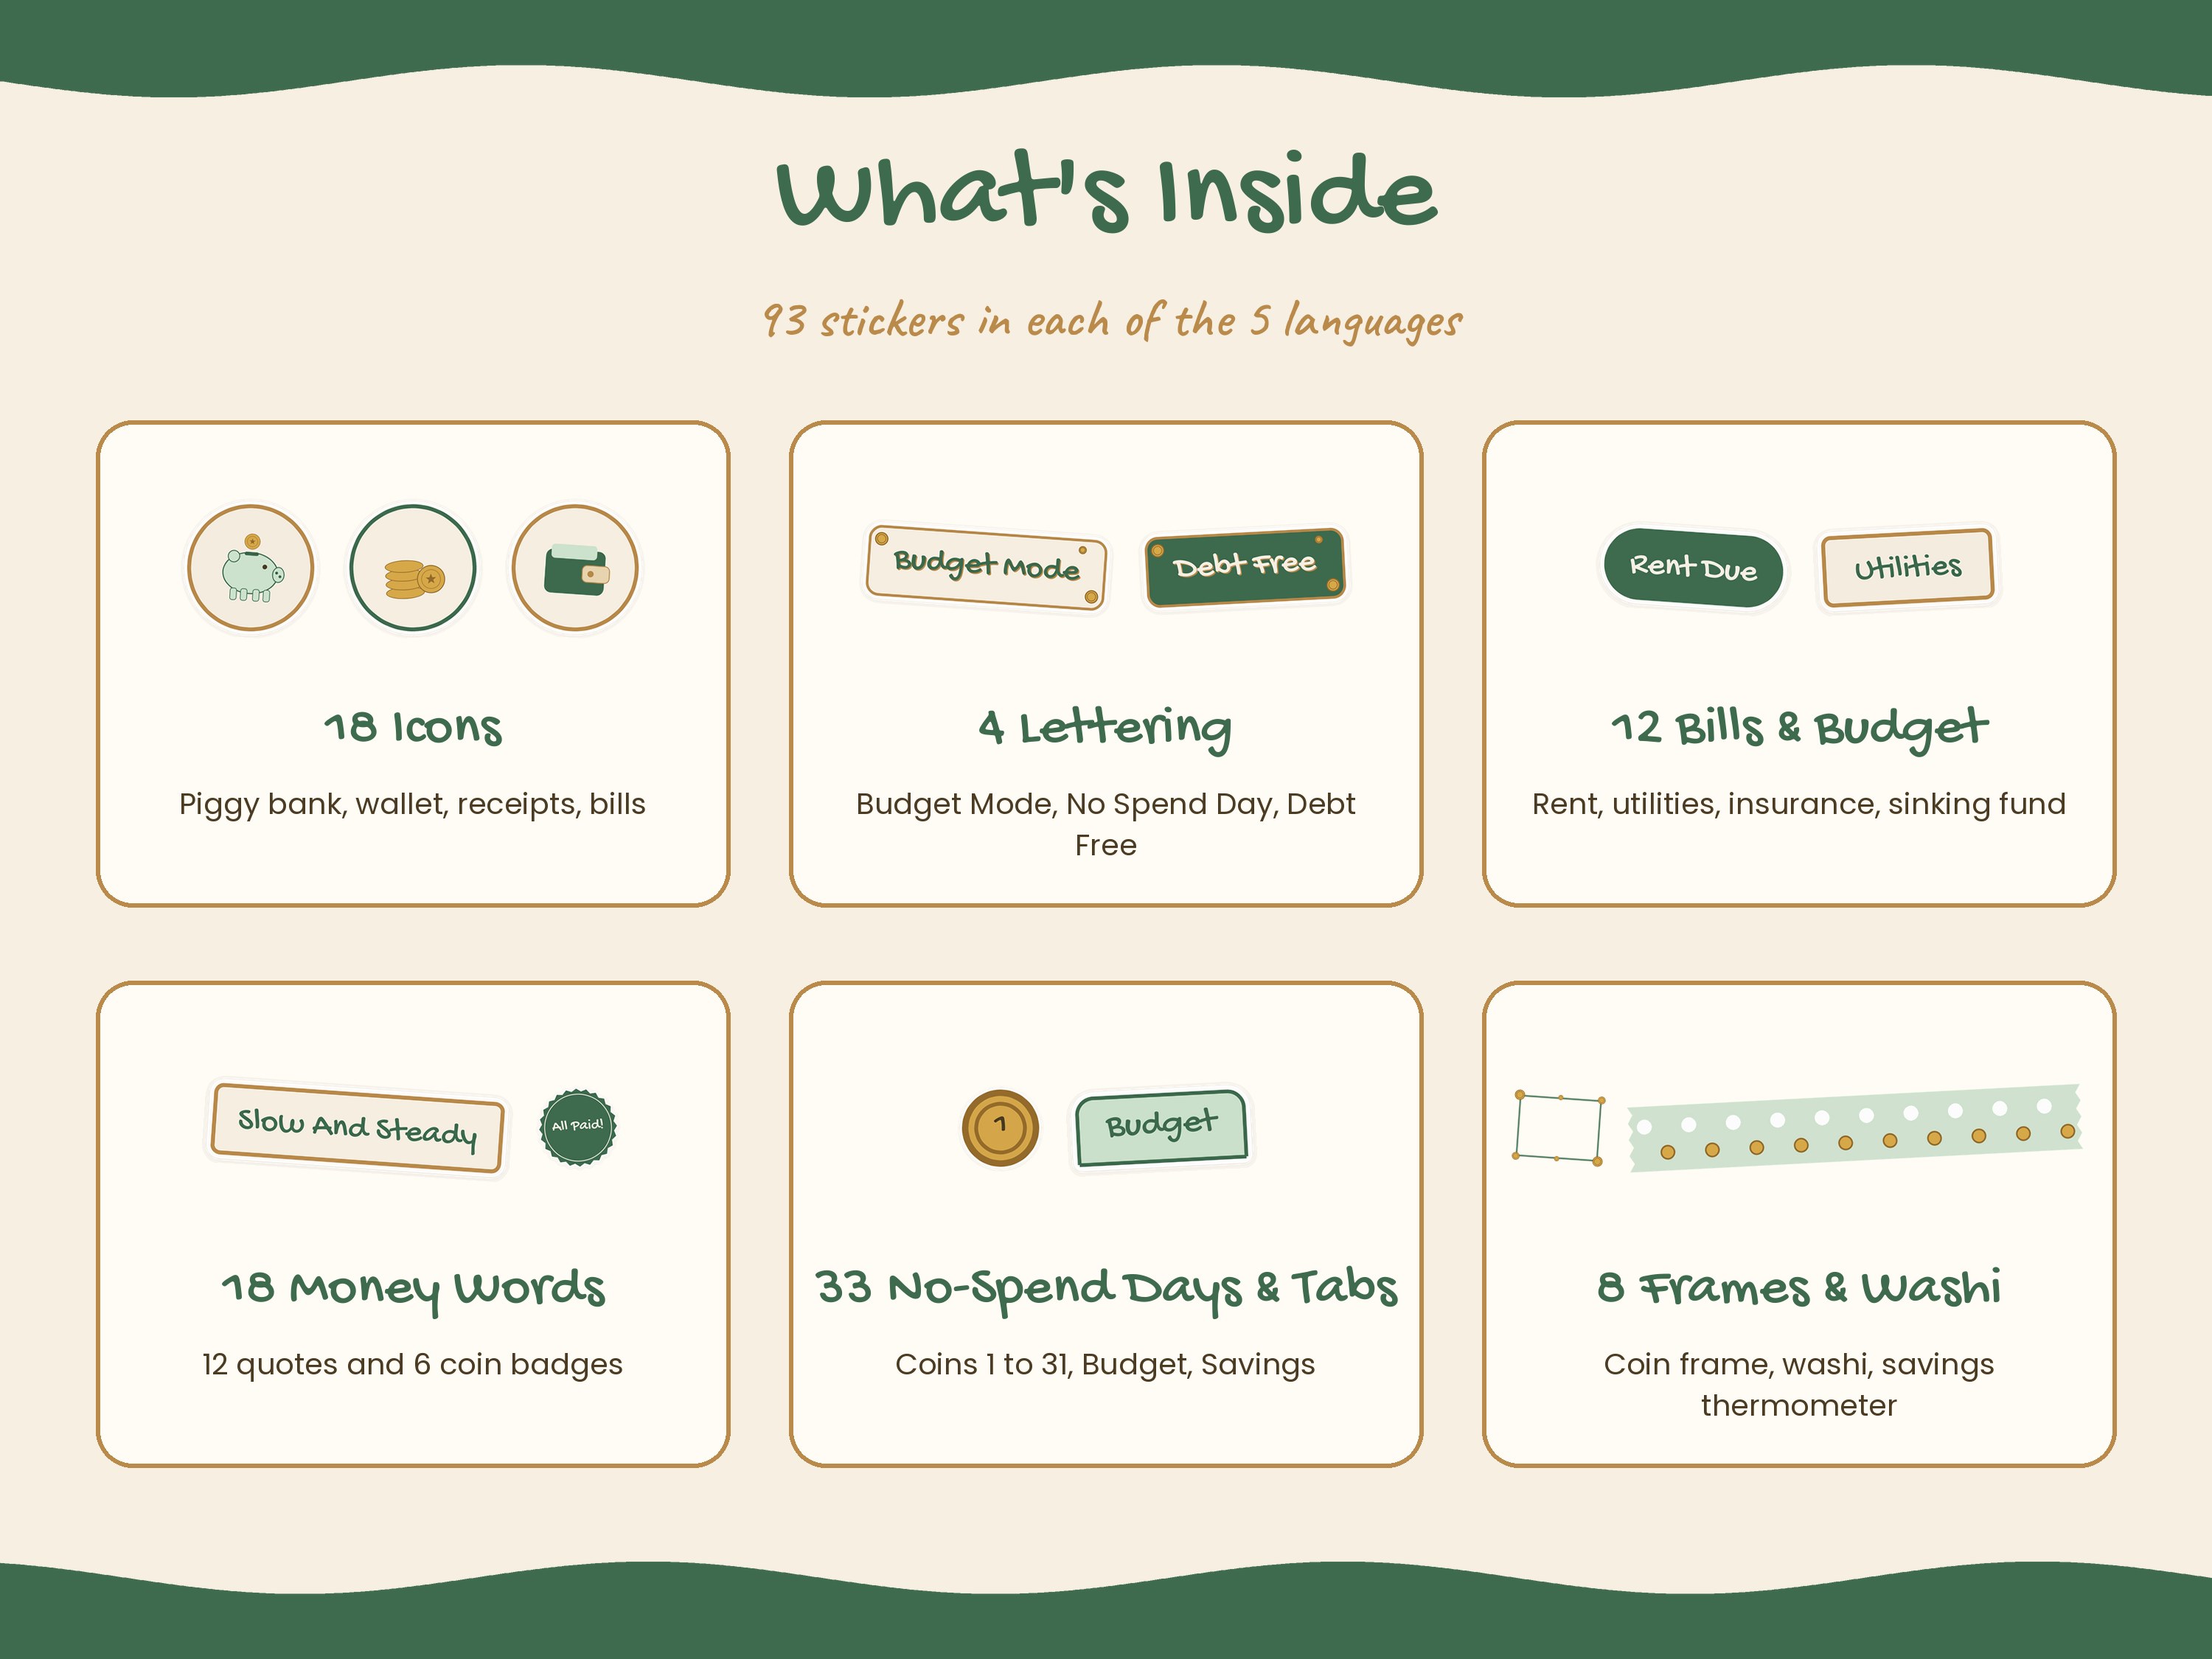 What's Inside
93 stickers in each of the 5 languages
Budget Mode
Debt Free
Rent Due
Utilities
18 Icons
4 Lettering
12 Bills & Budget
Piggy bank, wallet, receipts, bills
Budget Mode, No Spend Day, Debt
Free
Rent, utilities, insurance, sinking fund
Slow And Steady
All Paid!
1
Budget
18 Money Words
33 No-Spend Days & Tabs
8 Frames & Washi
12 quotes and 6 coin badges
Coins 1 to 31, Budget, Savings
Coin frame, washi, savings
thermometer